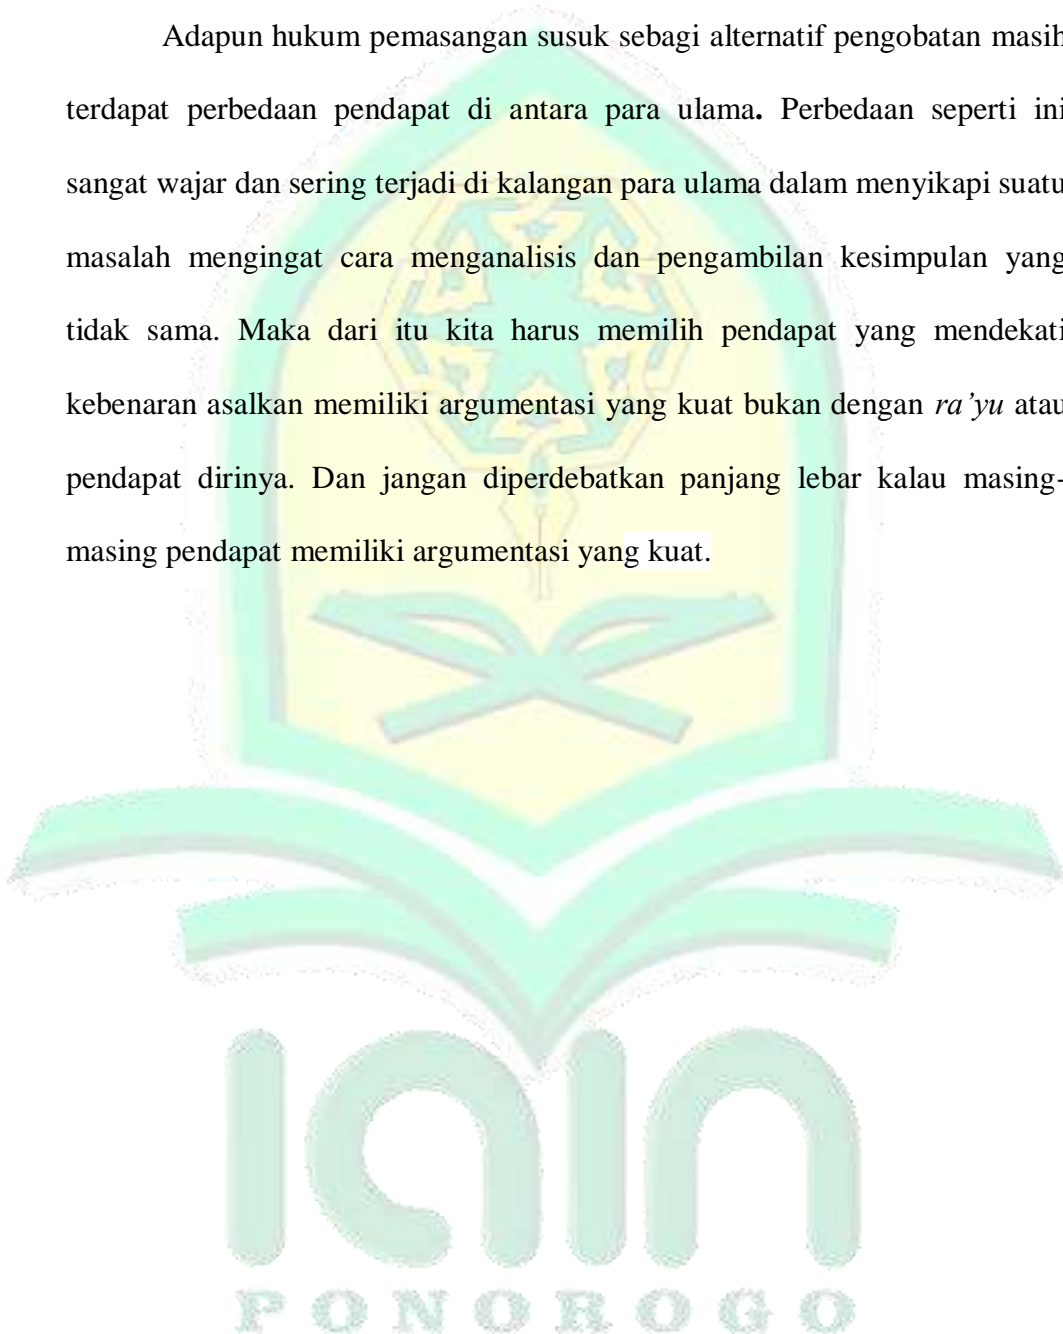 Adapun hukum pemasangan susuk sebagi alternatif pengobatan masih
terdapat perbedaan pendapat di antara para ulama. Perbedaan seperti ini
sangat wajar dan sering terjadi di kalangan para ulama dalam menyikapi suatu
masalah mengingat cara menganalisis dan pengambilan kesimpulan yang
tidak sama. Maka dari itu kita harus memilih pendapat yang mendekati
kebenaran asalkan memiliki argumentasi yang kuat bukan dengan ra’yu atau
pendapat dirinya. Dan jangan diperdebatkan panjang lebar kalau masing-
masing pendapat memiliki argumentasi yang kuat.
IAIN
PONOROGO